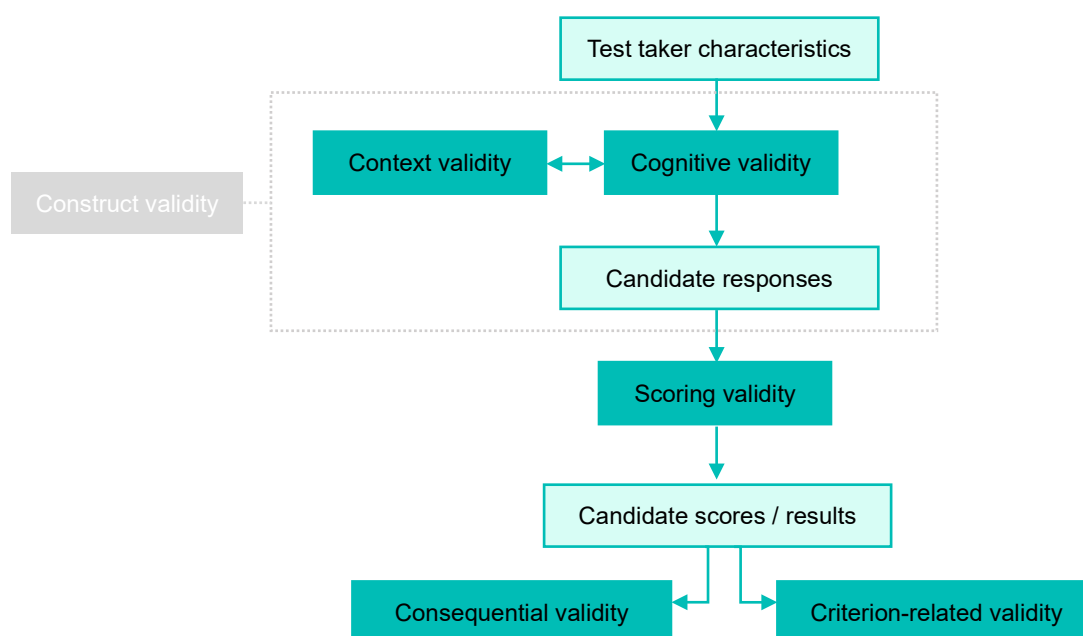 Test taker characteristics
Context validity
Cognitive validity
Construct validity
Candidate responses
Scoring validity
Candidate scores / results
Consequential validity
Criterion-related validity